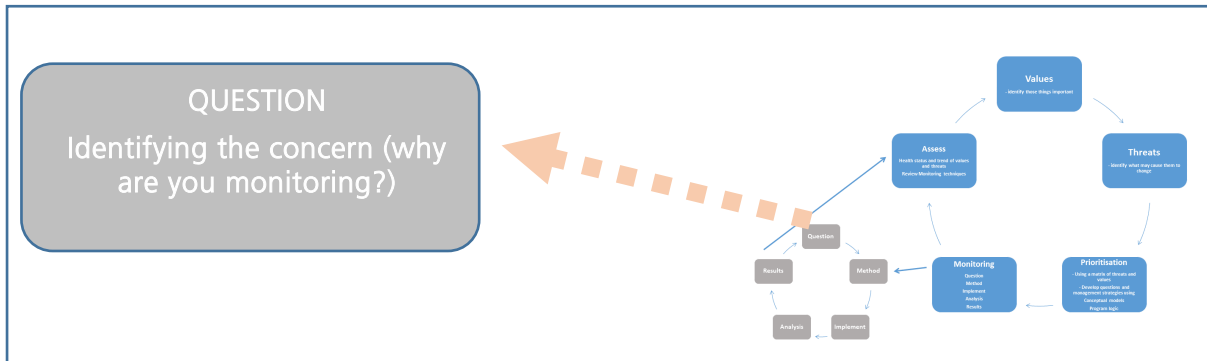 QUESTION
Identifying the concern (why
are you monitoring?)
Values
- Identify those things important
Threats
- Identify what may cause them to
change
Prioritisation
- Using a matrix of threats and
values
- Develop questions and
management strategies using
Conceptual models
Program logic
Monitoring
Question
Method
Implement
Analysis
Results
Assess
Health status and trend of values
and threats
Review Monitoring techniques
Question
Method
Implement
Analysis
Results